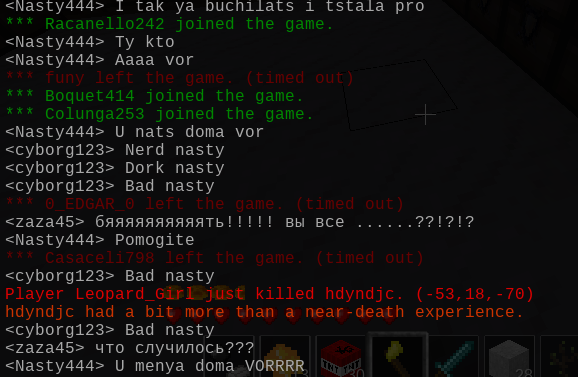 <Nasty444> I tak ya buchilats i tstala pro
*** Racanello242 joined the game.
<Nasty444> Ty kto
<Nasty444> Aaaa vor
*** funy left the game. (timed out)
*** Boquet414 joined the game.
*** Colunga253 joined the game.
<Nasty444> U nats doma vor
<cyborg123> Nerd nasty
<cyborg123> Dork nasty
<cyborg123> Bad nasty
*** 0_EDGAR_0 left the game. (timed out)
<zaza45> бяяяяяяяяяять!!!!! вы все ......??!?!?
<Nasty444> Pomogite
*** Casaceli798 left the game. (timed out)
<cyborg123> Bad nasty
Player Leopard_Girl just killed hdyndjc. (-53,18,-70)
hdyndjc had a bit more than a near-death experience.
<cyborg123> Bad nasty
<zaza45> что случилось???
<Nasty444> U menya doma VORRRR
30
28